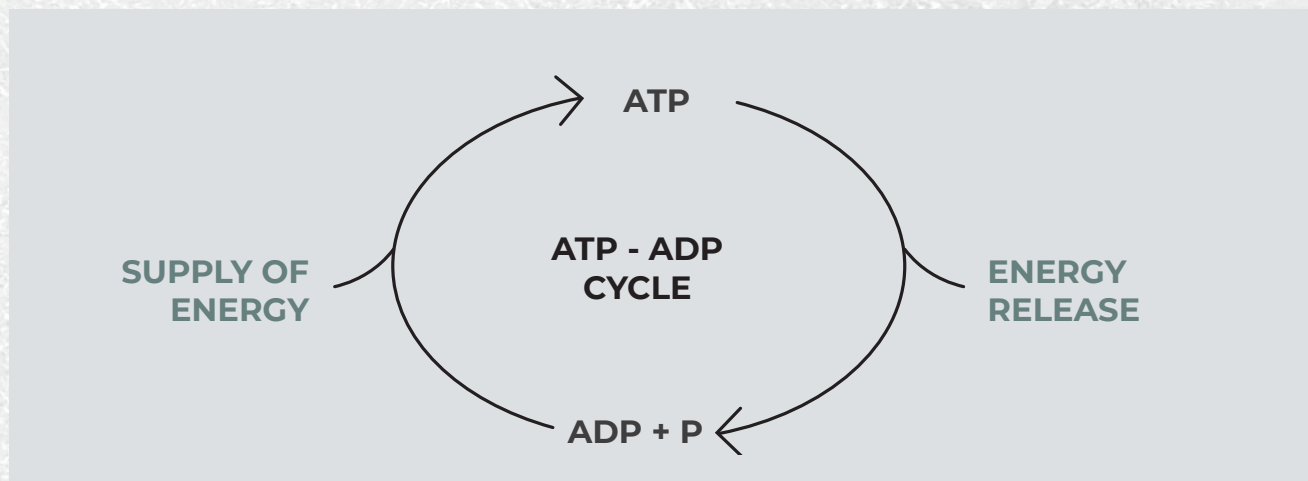 ATP
ATP - ADP
CYCLE
SUPPLY OF
ENERGY
ENERGY
RELEASE
ADP + P